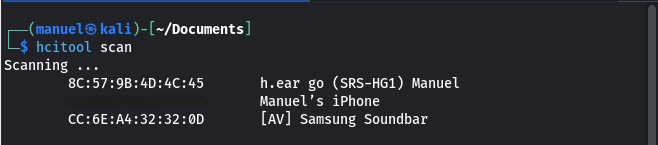 (manuel㉿kali)-[~/Documents]
$ hcitool scan
Scanning ...
8C:57:9B:4D:4C:45 h.ear go (SRS-HG1) Manuel
Manuel's iPhone
CC:6E:A4:32:32:0D [AV] Samsung Soundbar